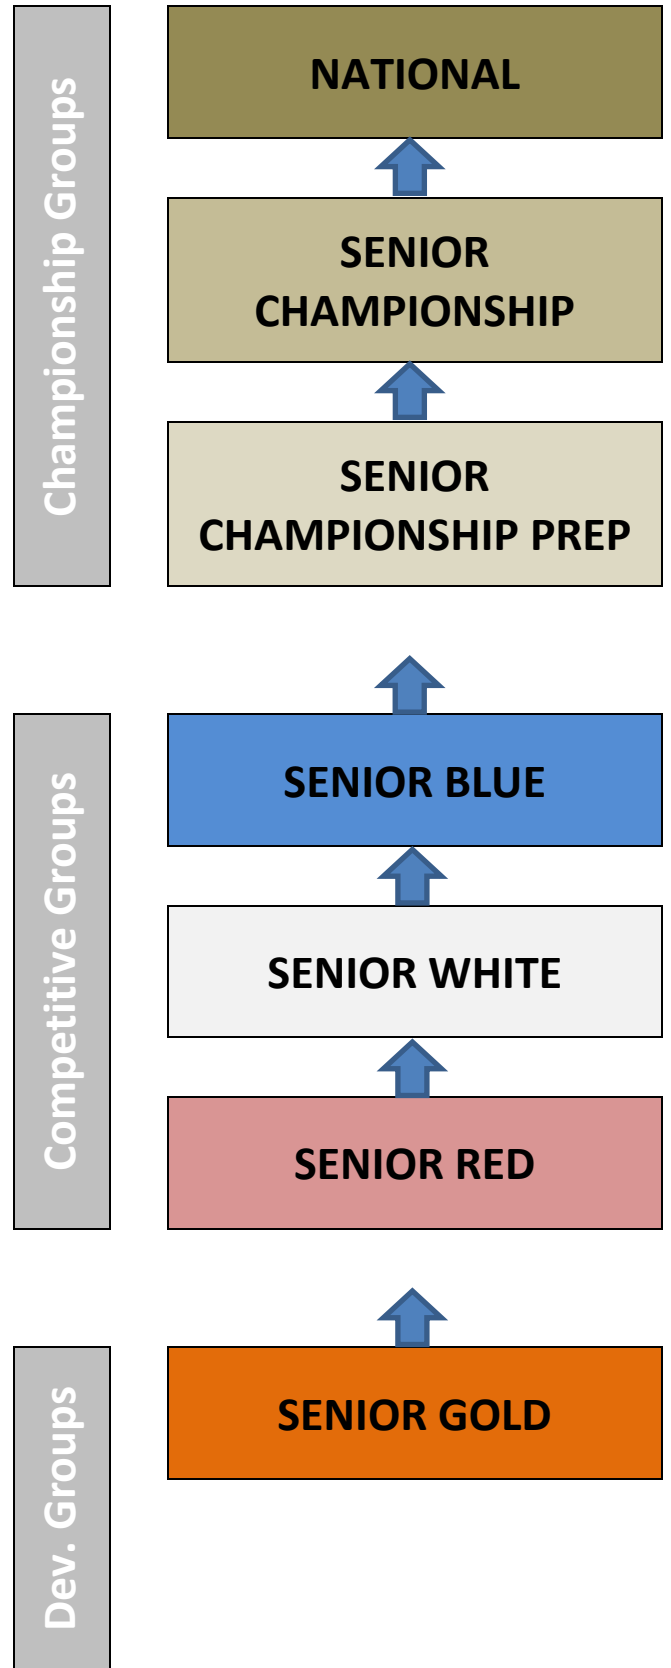 Championship Groups
NATIONAL
SENIOR
CHAMPIONSHIP
SENIOR
CHAMPIONSHIP PREP
Competitive Groups
SENIOR BLUE
SENIOR WHITE
SENIOR RED
Dev. Groups
SENIOR GOLD